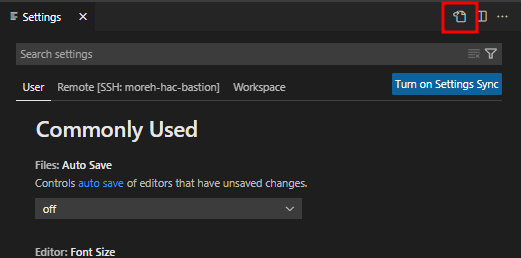 Settings
Search settings
User Remote [SSH: moreh-hac-bastion] Workspace Turn on Settings Sync
Commonly Used
Files: Auto Save
Controls auto save of editors that have unsaved changes.
off
Editor: Font Size